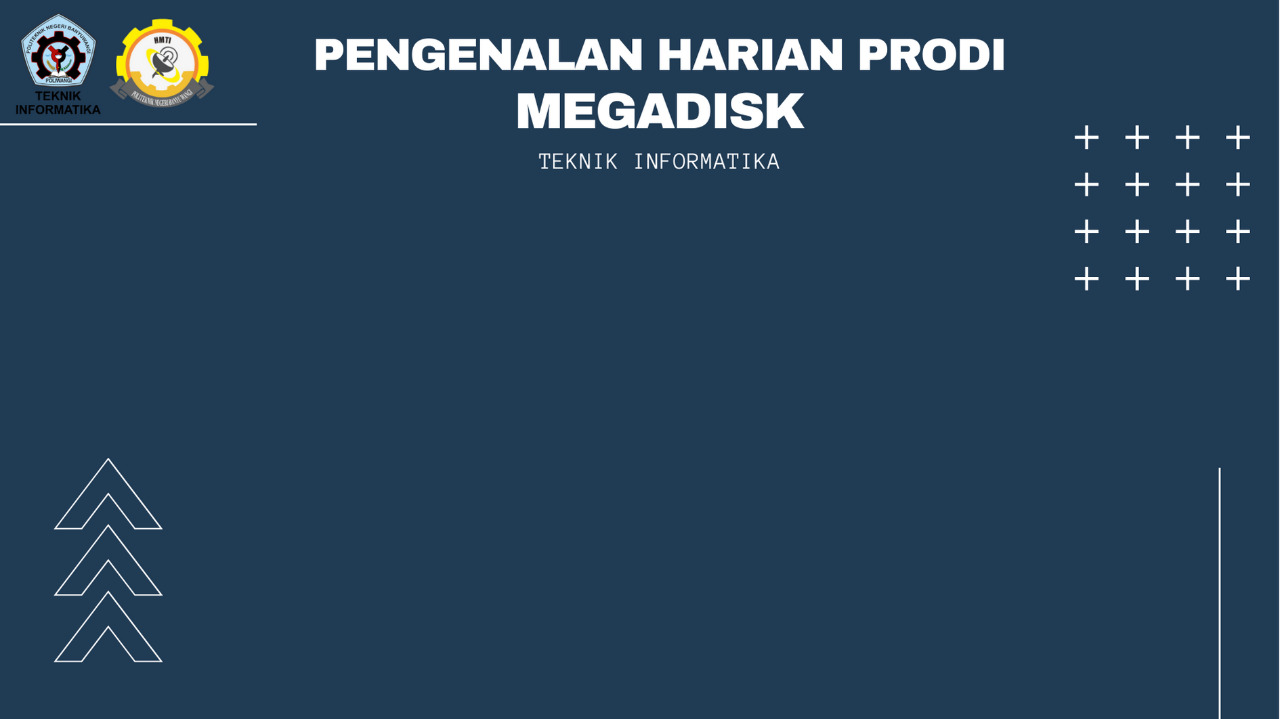 POLITEKNIK NEGERI BANYUWANGI
POLIWANGI
TEKNIK
INFORMATIKA
HMTI
POLITEKNIK NEGERI BANYUWANGI
PENGENALAN HARIAN PRODI
MEGADISK
TEKNIK INFORMATIKA